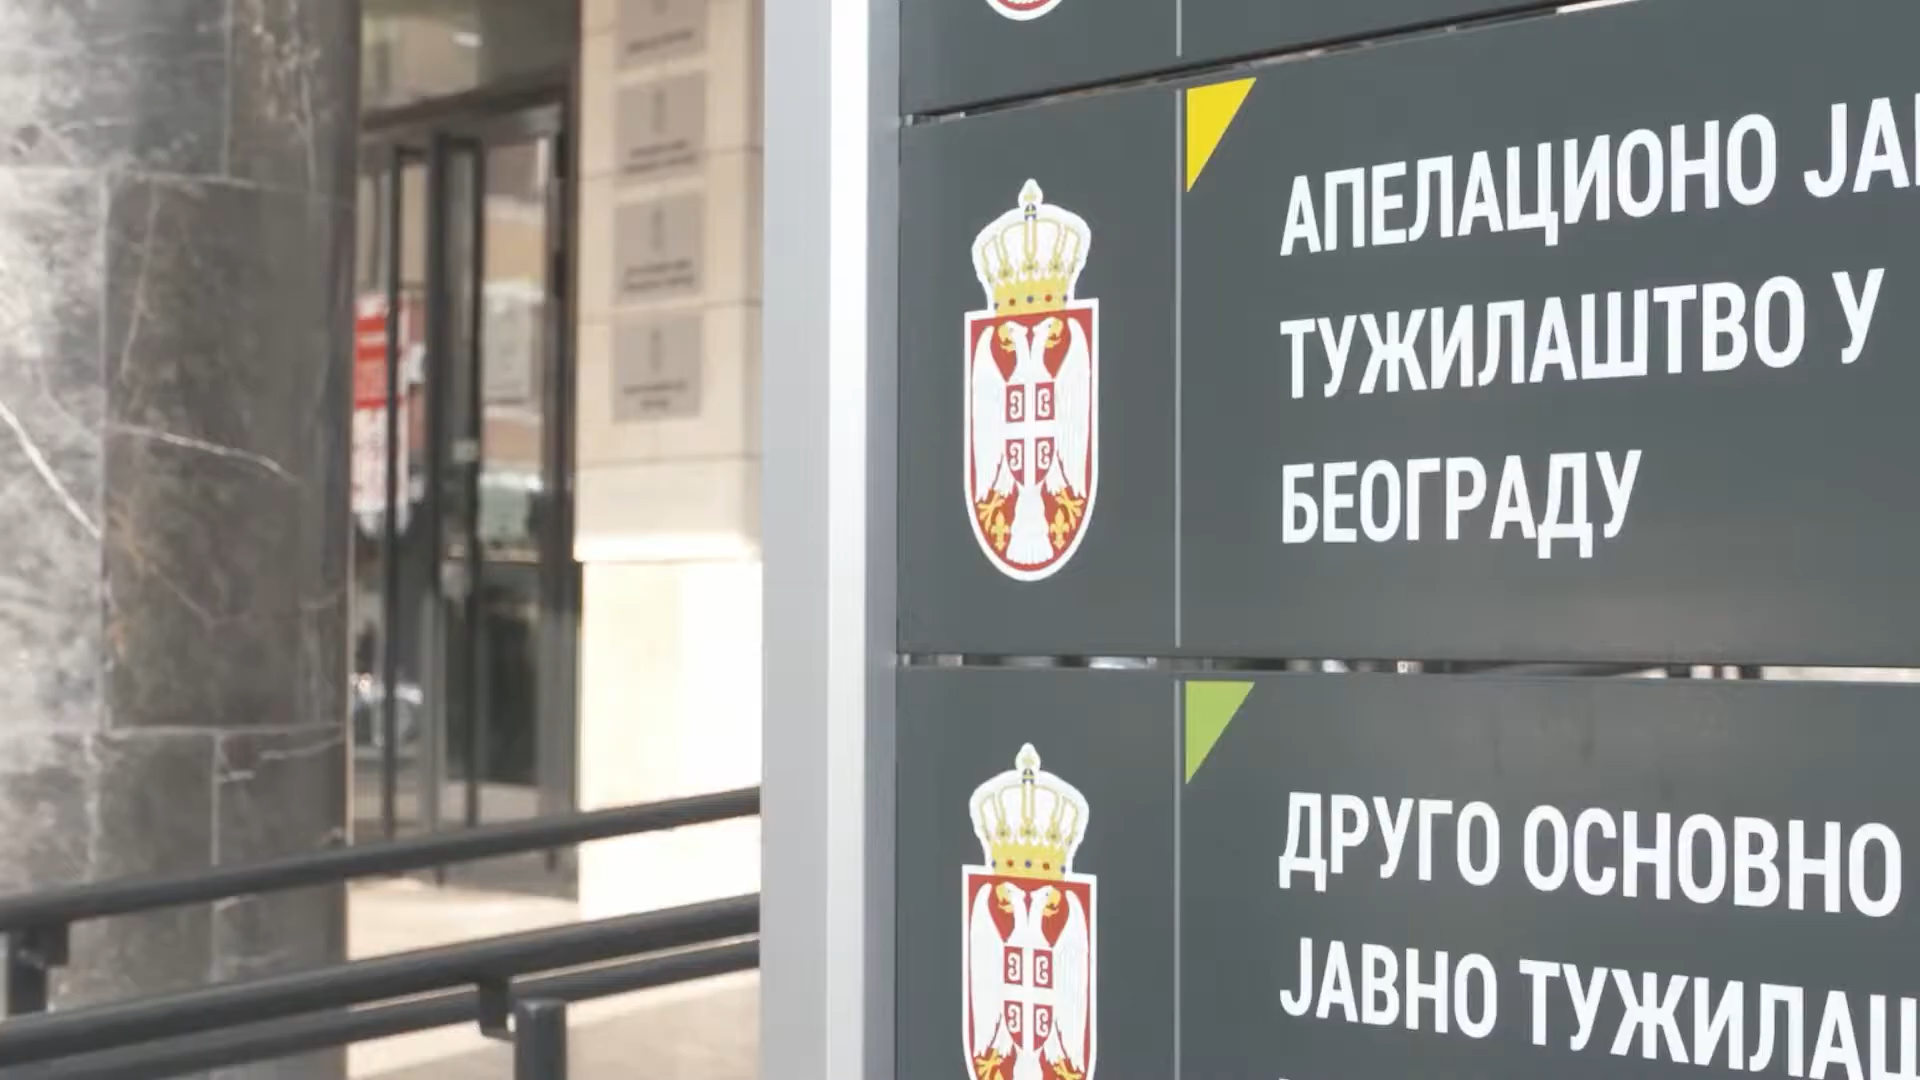 АПЕЛАЦИОНО ЈА
ТУЖИЛАШТВО У
БЕОГРАДУ
ДРУГО ОСНОВНО
ЈАВНО ТУЖИЛАШ